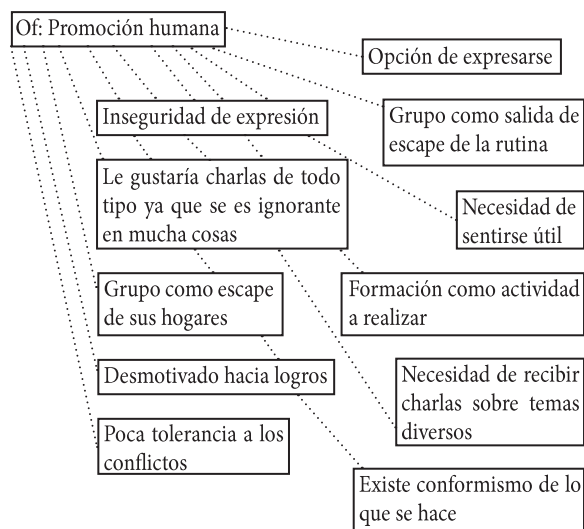 Of: Promoción humana
Opción de expresarse
Inseguridad de expresión
Grupo como salida de
escape de la rutina
Le gustaría charlas de todo
tipo ya que se es ignorante
en mucha cosas
Necesidad de
sentirse útil
Grupo como escape
de sus hogares
Formación como actividad
a realizar
Desmotivado hacia logros
Necesidad de recibir
charlas sobre temas
diversos
Poca tolerancia a los
conflictos
Existe conformismo de lo
que se hace